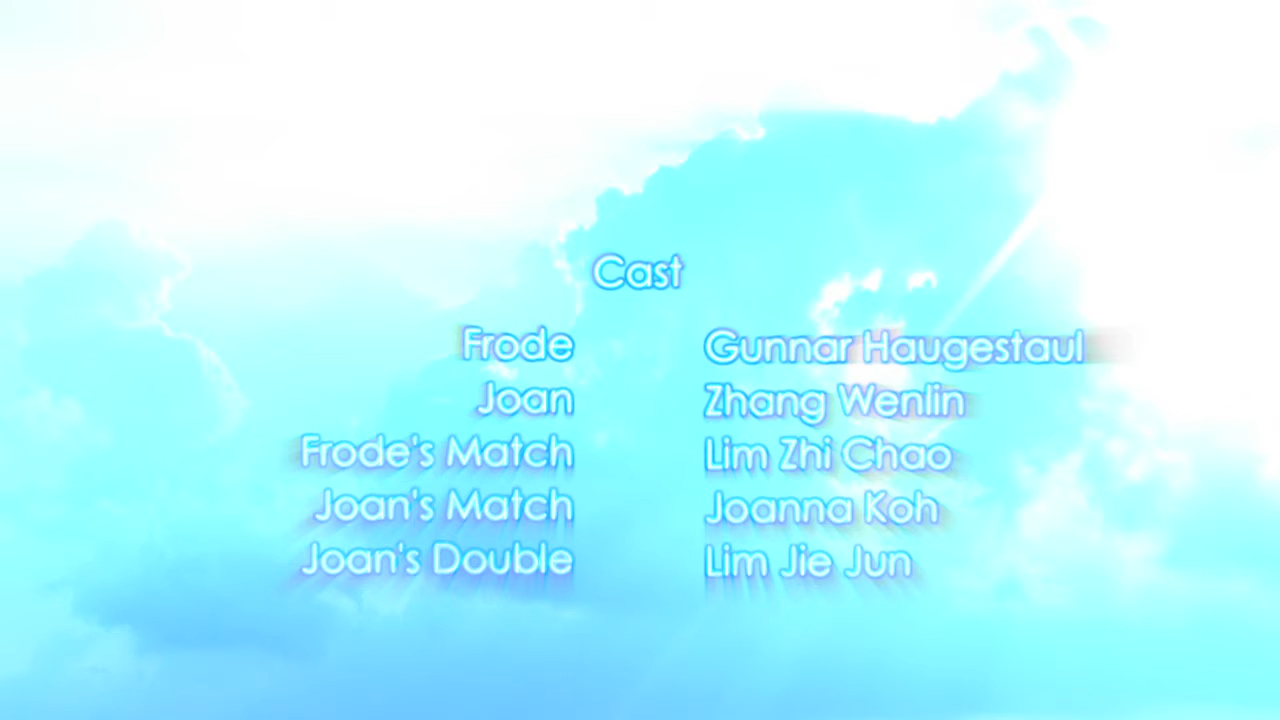 Cast
Frode Gunnar Haugestaul
Joan Zhang Wenlin
Frode's Match Lim Zhi Chao
Joan's Match Joanna Koh
Joan's Double Lim Jie Jun